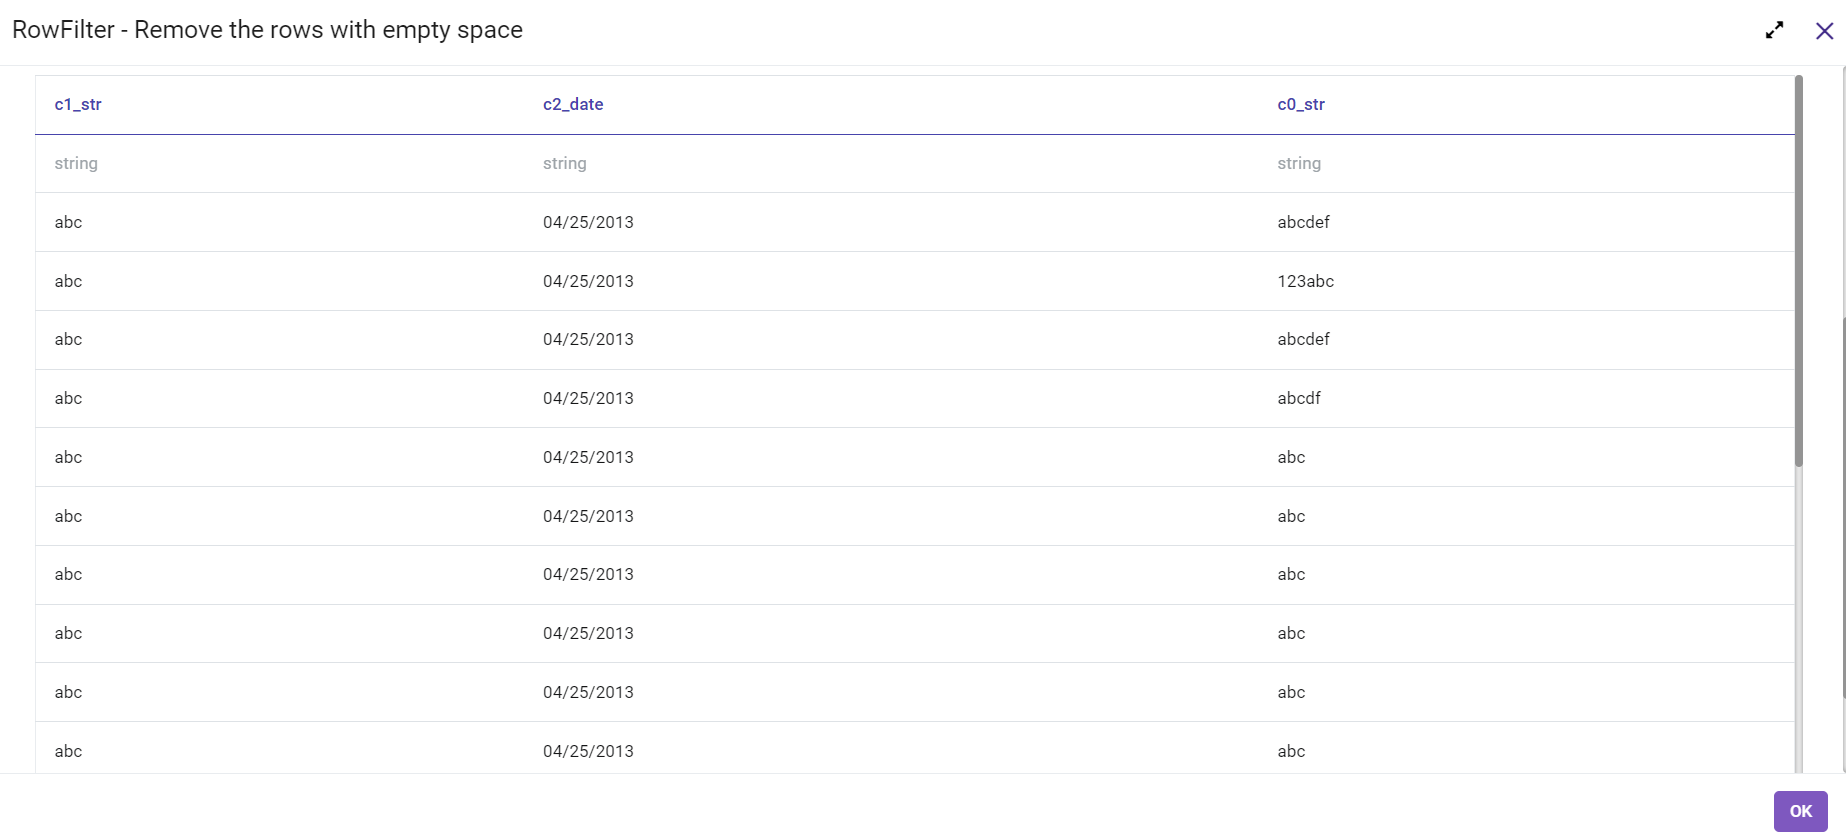 RowFilter - Remove the rows with empty space
c1_str c2_date c0_str
string string string
abc 04/25/2013 abcdef
abc 04/25/2013 123abc
abc 04/25/2013 abcdef
abc 04/25/2013 abcdf
abc 04/25/2013 abc
abc 04/25/2013 abc
abc 04/25/2013 abc
abc 04/25/2013 abc
abc 04/25/2013 abc
abc 04/25/2013 abc
OK